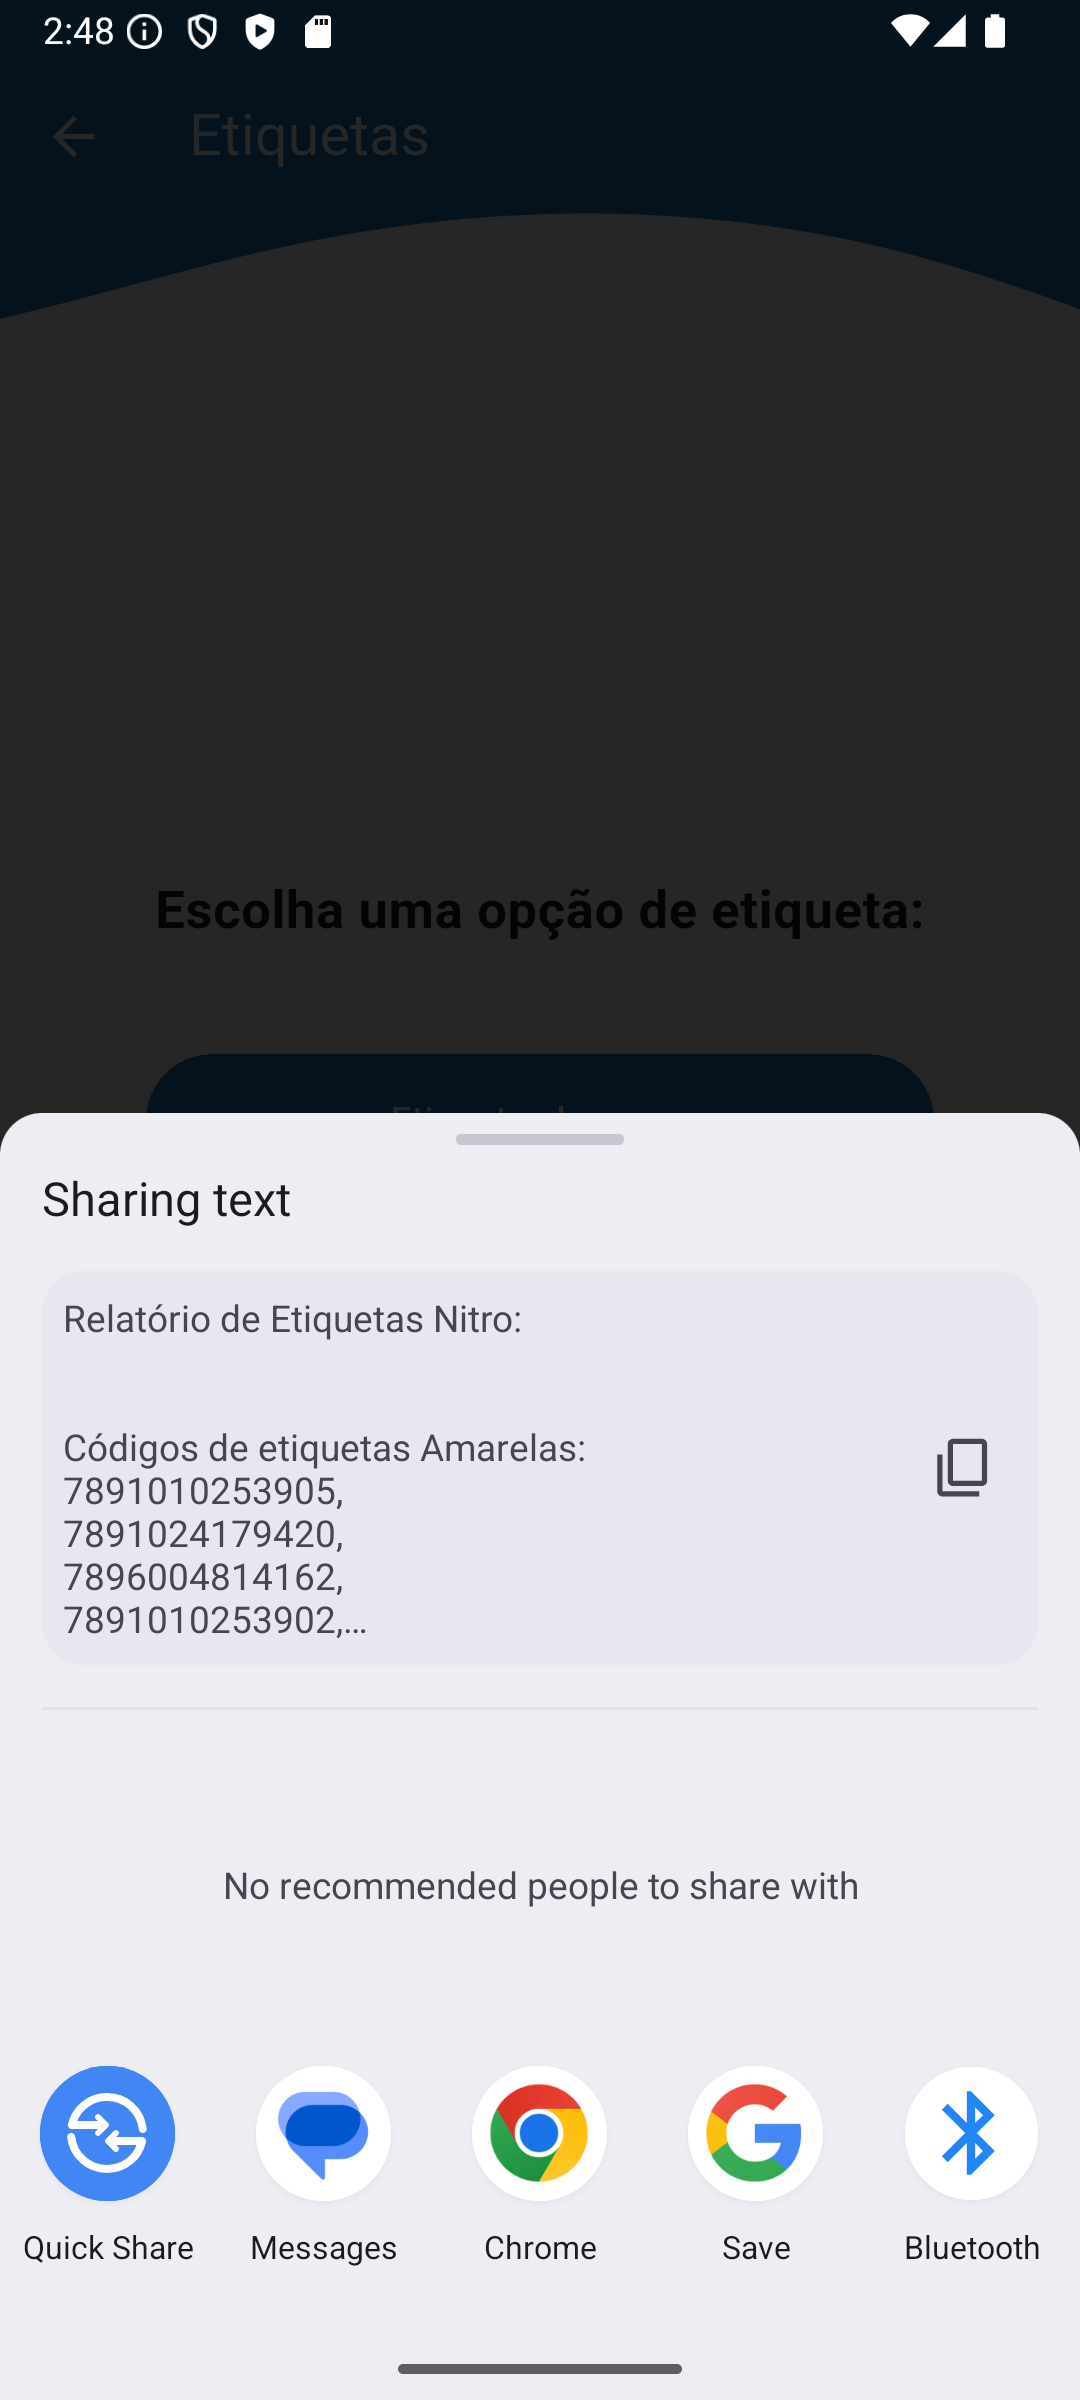 2:48
Etiquetas
Escolha uma opção de etiqueta:
Sharing text
Relatório de Etiquetas Nitro:
Códigos de etiquetas Amarelas:
7891010253905,
7891024179420,
7896004814162,
7891010253902,...
No recommended people to share with
Quick Share
Messages
Chrome
Save
Bluetooth